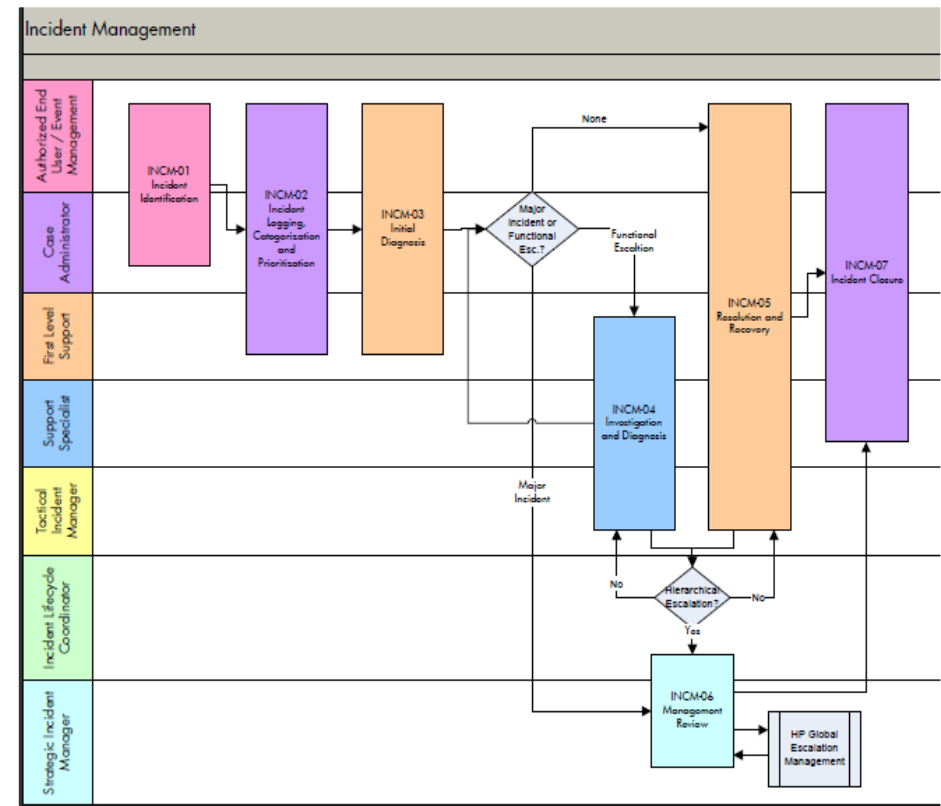 Incident Management
Authorized End
User / Event
Management
Case
Administrator
First Level
Support
Support
Specialist
Tactical
Incident
Manager
Incident Lifecycle
Coordinator
Strategic Incident
Manager
INCM-01
Incident
Identification
INCM-02
Incident
Logging,
Categorization
and
Prioritization
INCM-03
Initial
Diagnosis
Major
Incident or
Functional
Esc.?
None
Functional
Escaltion
Major
Incident
INCM-04
Investigation
and Diagnosis
INCM-05
Resolution and
Recovery
INCM-07
Incident Closure
No
Hierarchical
Escalation?
No
Yes
INCM-06
Management
Review
HP Global
Escalation
Management